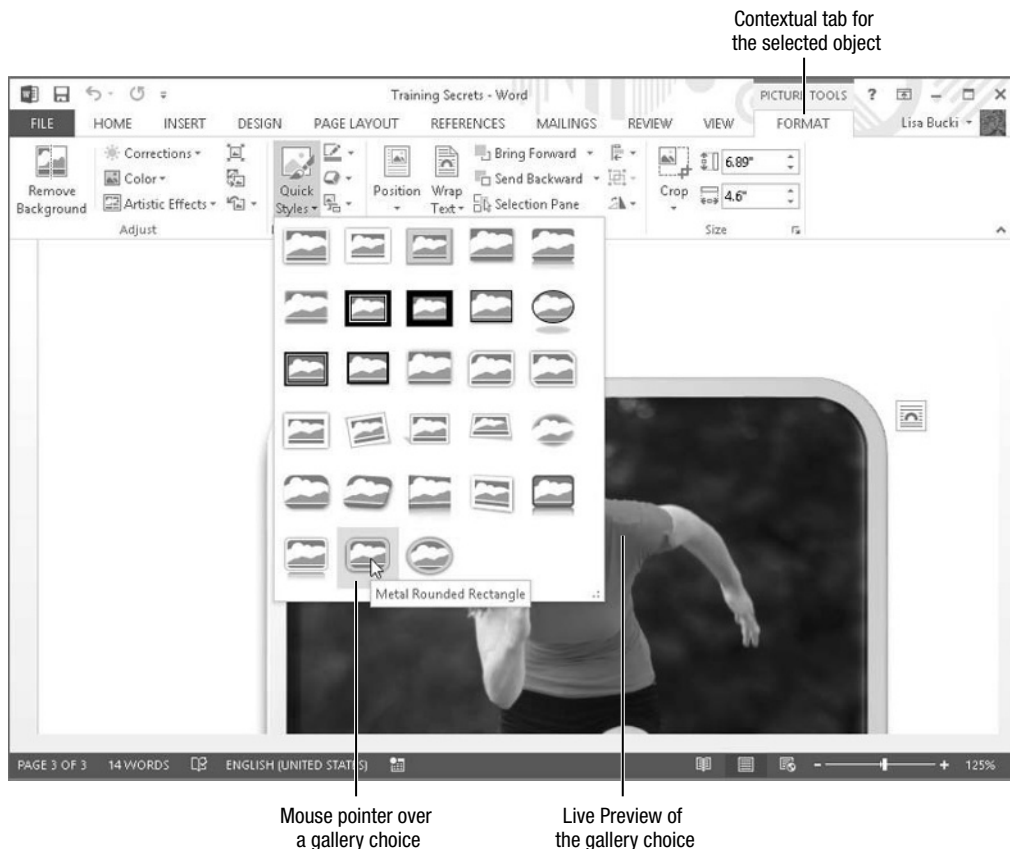 Contextual tab for
the selected object
Training Secrets - Word
PICTURE TOOLS
?
FILE HOME INSERT DESIGN PAGE LAYOUT REFERENCES MAILINGS REVIEW VIEW FORMAT Lisa Bucki
Remove
Background
Corrections
Color
Artistic Effects
Adjust
Quick
Styles
Position
Wrap
Text
Bring Forward
Send Backward
Selection Pane
Crop
6.89"
4.6"
Size
Metal Rounded Rectangle
PAGE 3 OF 3 14 WORDS ENGLISH (UNITED STATES) 125%
Mouse pointer over
a gallery choice
Live Preview of
the gallery choice